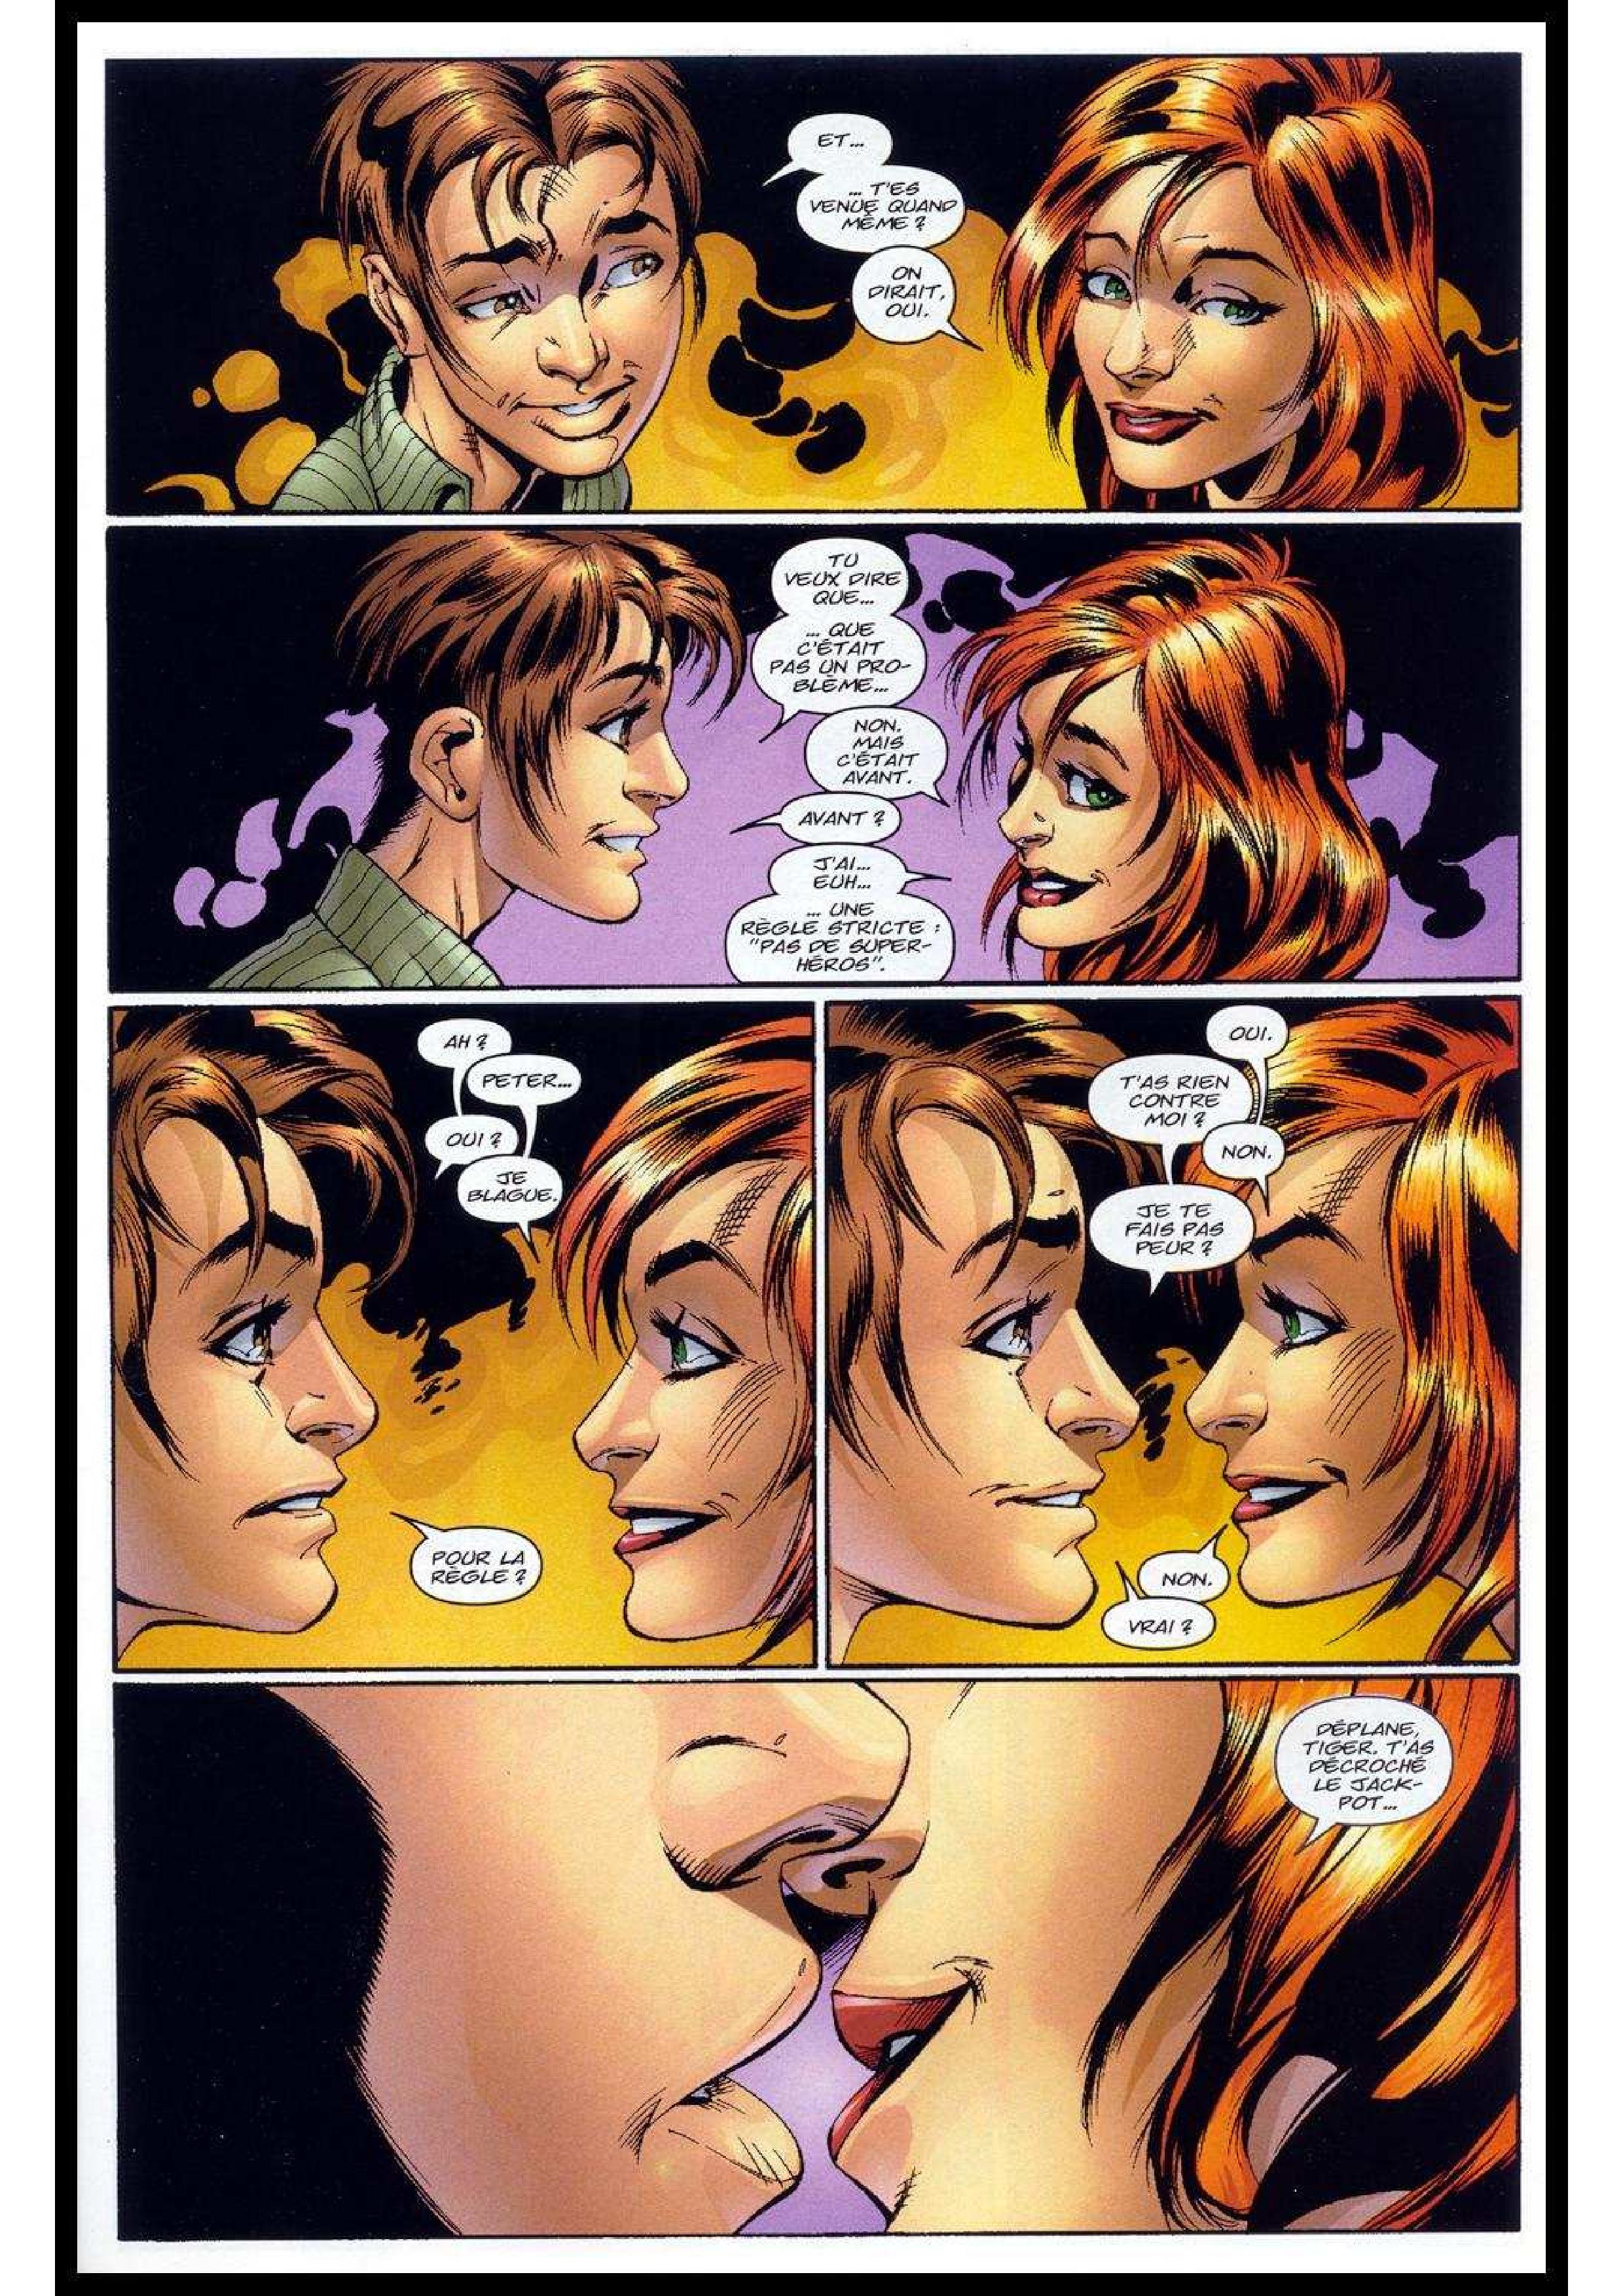 ET...
... T'ES
VENUE QUAND
MÊME ?
ON
DIRAIT,
OUI.
TU
VEUX DIRE
QUE...
... QUE
C'ÉTAIT
PAS UN PRO-
BLÈME...
NON.
MAIS
C'ÉTAIT
AVANT.
AVANT ?
J'AI...
EUH...
... UNE
RÈGLE STRICTE :
"PAS DE SUPER-
HÉROS".
AH ?
PETER...
OUI ?
JE
BLAGUE.
POUR LA
RÈGLE ?
OUI.
T'AS RIEN
CONTRE
MOI ?
NON.
JE TE
FAIS PAS
PEUR ?
NON.
VRAI ?
DÉPLANE,
TIGER. T'AS
DÉCROCHÉ
LE JACK-
POT...